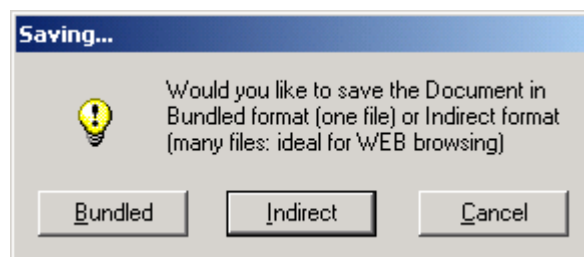 Saving...
Would you like to save the Document in
Bundled format (one file) or Indirect format
(many files: ideal for WEB browsing)
Bundled
Indirect
Cancel